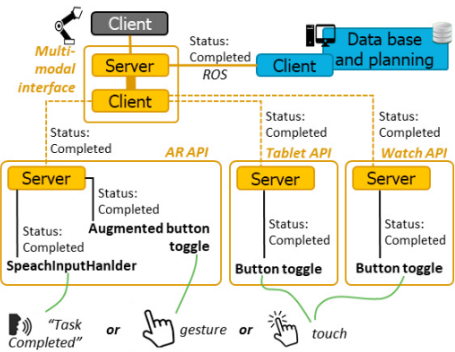 Client
Multi-
modal
interface
Server
Client
Status:
Completed
ROS
Client
Data base
and planning
Status:
Completed
AR API
Status:
Completed
Tablet API
Status:
Completed
Watch API
Server
Status:
Completed
Status:
Completed
Augmented button
toggle
SpeachInputHanlder
Server
Status:
Completed
Button toggle
Server
Status:
Completed
Button toggle
“Task
Completed”
or
gesture
or
touch